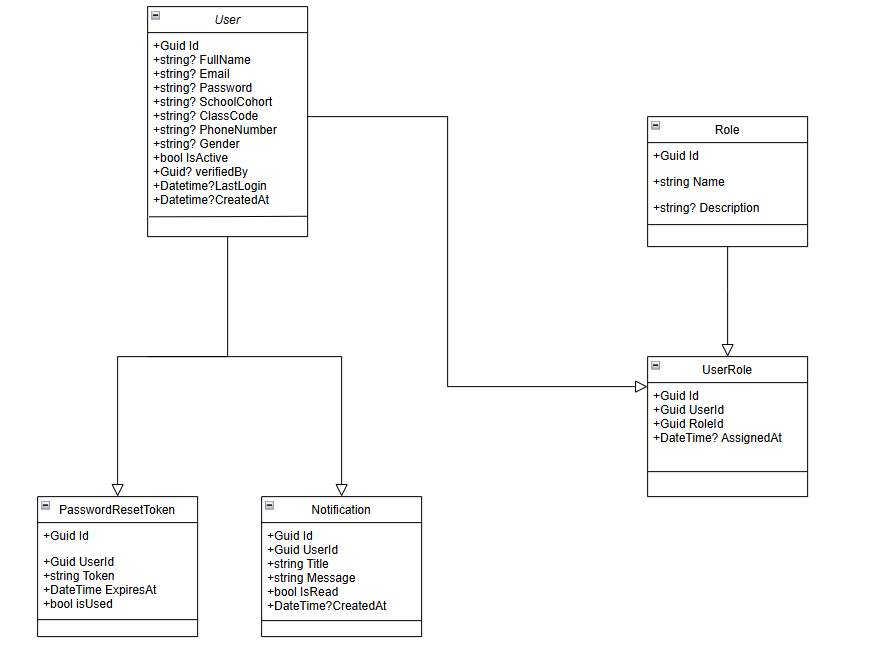 User
+Guid Id
+string? FullName
+string? Email
+string? Password
+string? SchoolCohort
+string? ClassCode
+string? PhoneNumber
+string? Gender
+bool IsActive
+Guid? verifiedBy
+Datetime?LastLogin
+Datetime?CreatedAt
Role
+Guid Id
+string Name
+string? Description
UserRole
+Guid Id
+Guid UserId
+Guid RoleId
+DateTime? AssignedAt
PasswordResetToken
+Guid Id
+Guid UserId
+string Token
+DateTime ExpiresAt
+bool isUsed
Notification
+Guid Id
+Guid UserId
+string Title
+string Message
+bool IsRead
+DateTime?CreatedAt